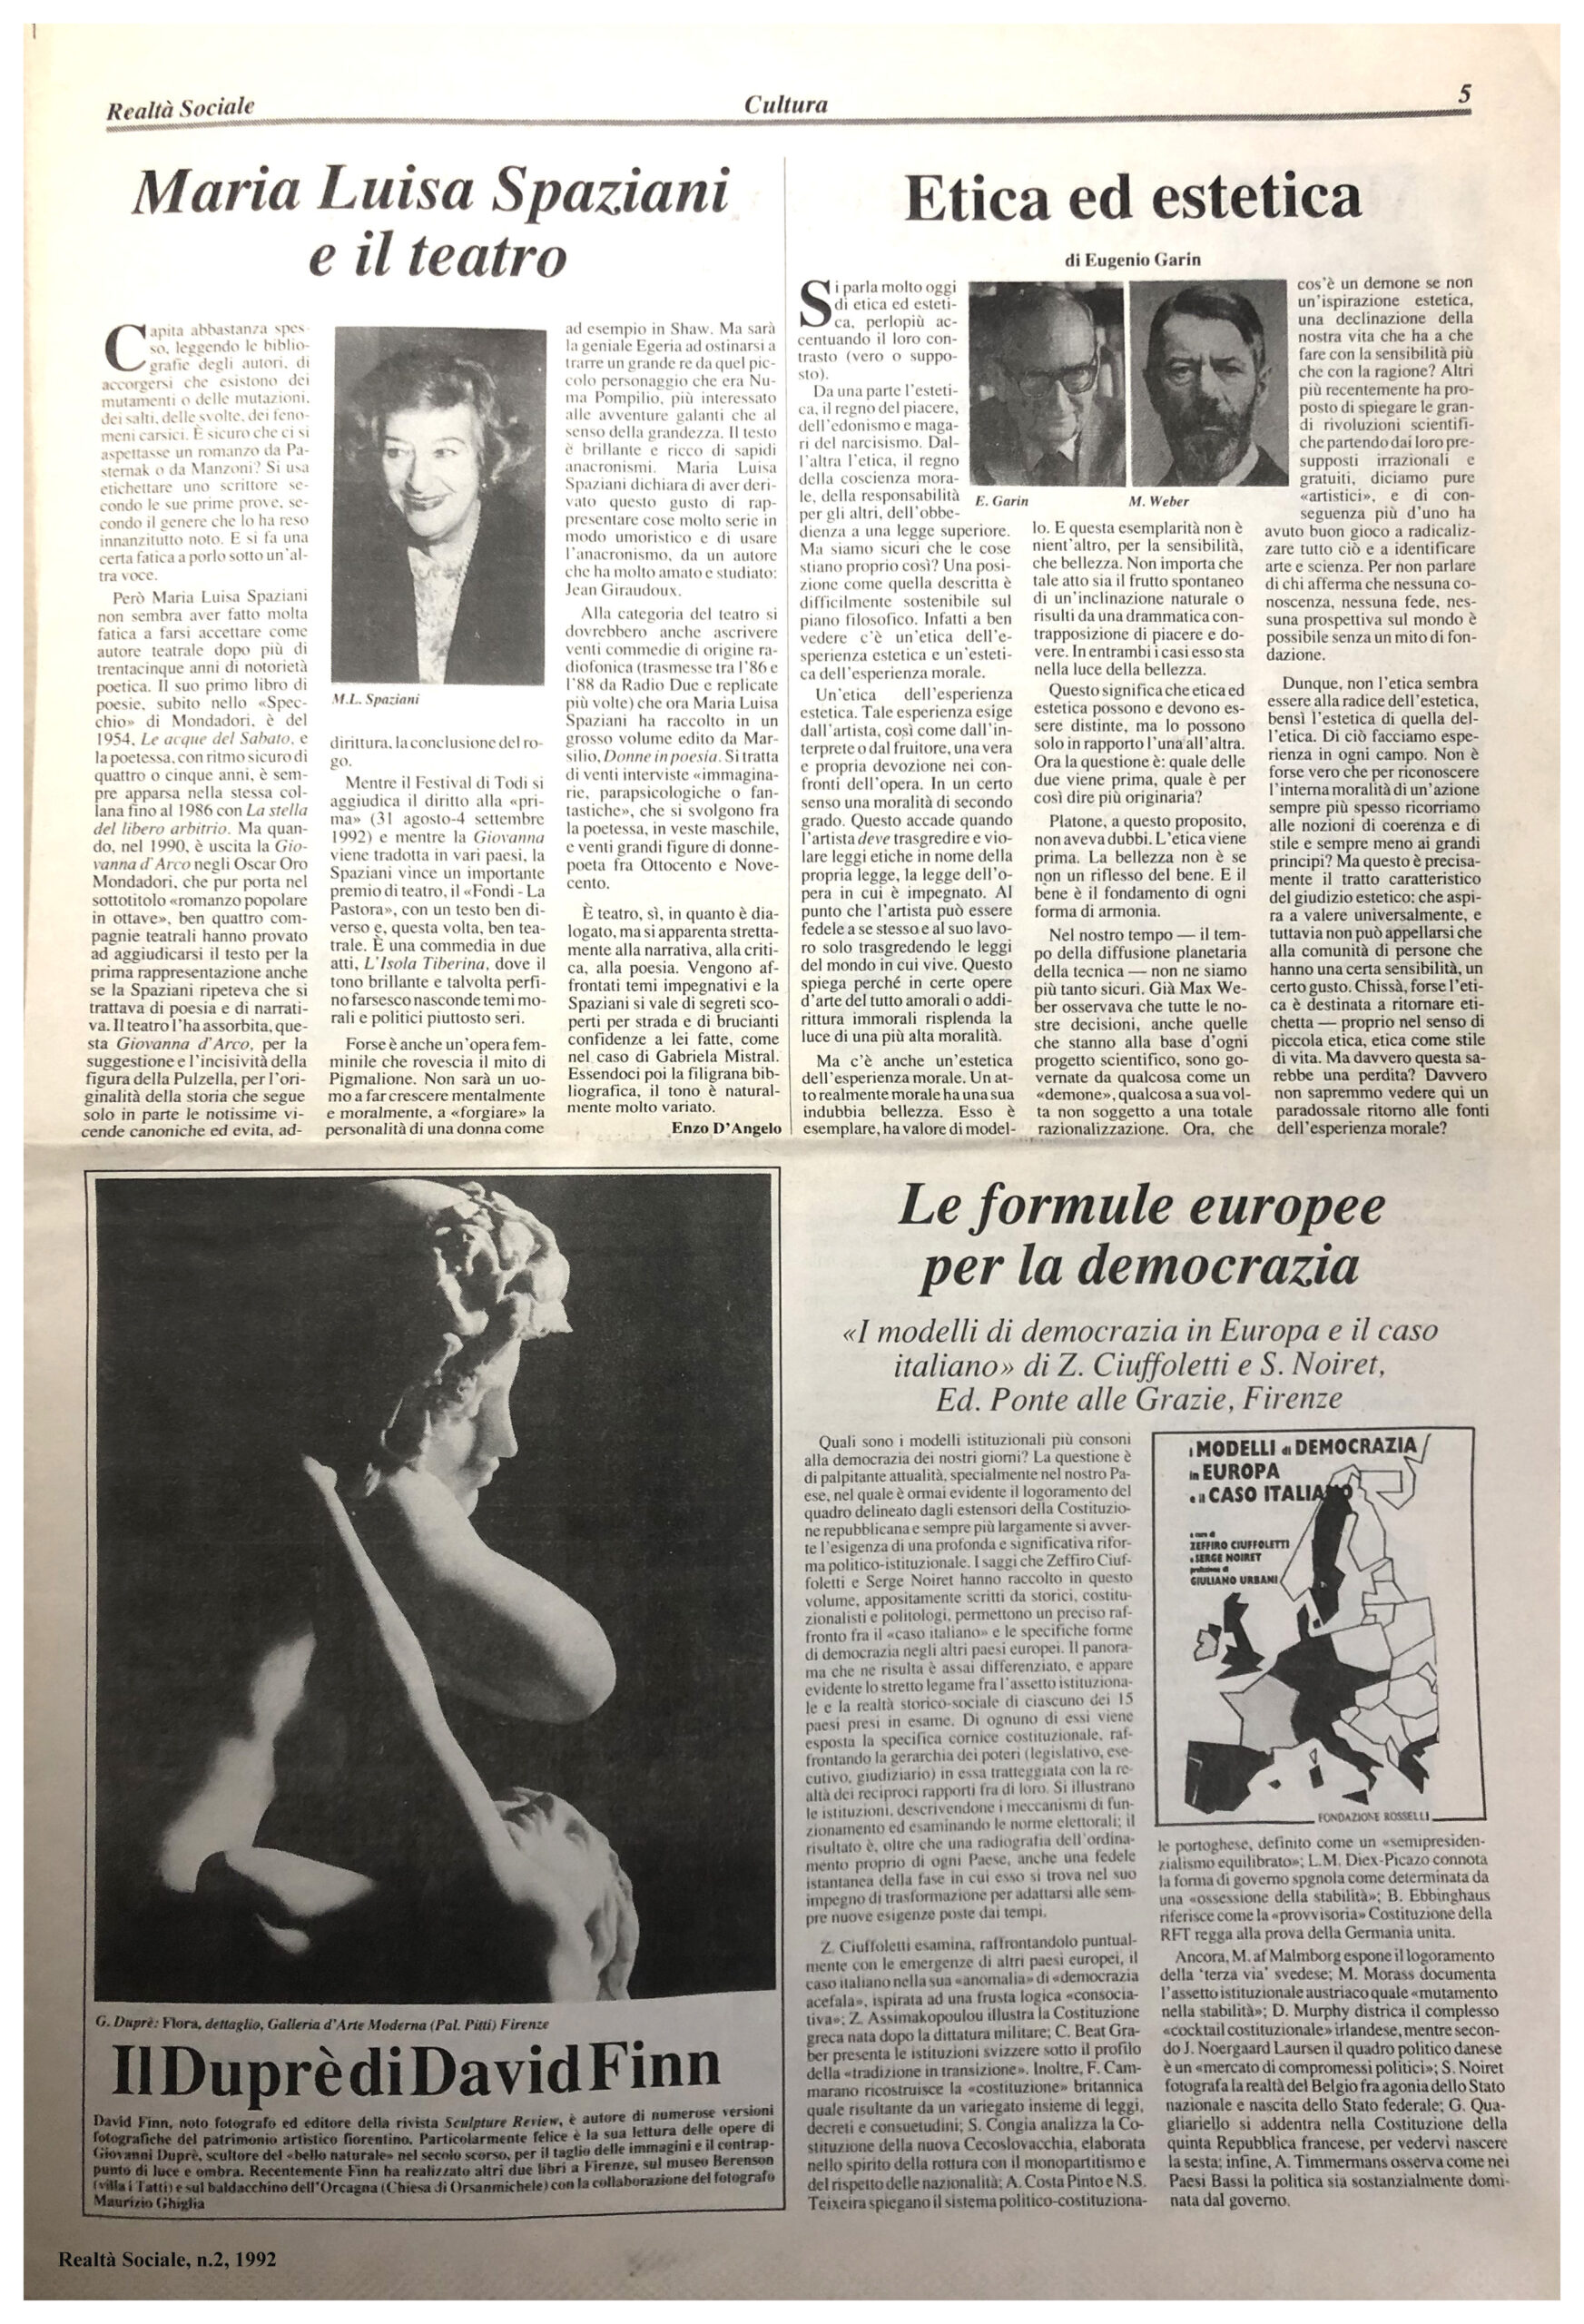 Realtà Sociale
Cultura
5
Maria Luisa Spaziani
e il teatro
Capita abbastanza spes-
so, leggendo le biblio-
grafie degli autori, di
accorgersi che esistono dei
mutamenti o delle mutazioni,
dei salti, delle svolte, dei feno-
meni carsici. È sicuro che ci si
aspettasse un romanzo da Pa-
sternak o da Manzoni? Si usa
etichettare uno scrittore se-
condo le sue prime prove, se-
condo il genere che lo ha reso
innanzitutto noto. E si fa una
certa fatica a porlo sotto un'al-
tra voce.
Però Maria Luisa Spaziani
non sembra aver fatto molta
fatica a farsi accettare come
autore teatrale dopo più di
trentacinque anni di notorietà
poetica. Il suo primo libro di
poesie, subito nello «Spec-
chio» di Mondadori, è del
1954, Le acque del Sabato, e
la poetessa, con ritmo sicuro di
quattro o cinque anni, è sem-
pre apparsa nella stessa col-
lana fino al 1986 con La stella
del libero arbitrio. Ma quan-
do, nel 1990, è uscita la Gio-
vanna d'Arco negli Oscar Oro
Mondadori, che pur porta nel
sottotitolo «romanzo popolare
in ottave», ben quattro com-
pagnie teatrali hanno provato
ad aggiudicarsi il testo per la
prima rappresentazione anche
se la Spaziani ripeteva che si
trattava di poesia e di narrati-
va. Il teatro l'ha assorbita, que-
sta Giovanna d'Arco, per la
suggestione e l'incisività della
figura della Pulzella, per l'ori-
ginalità della storia che segue
solo in parte le notissime vi-
cende canoniche ed evita, ad-
M.L. Spaziani
dirittura, la conclusione del ro-
go.
Mentre il Festival di Todi si
aggiudica il diritto alla «pri-
ma» (31 agosto-4 settembre
1992) e mentre la Giovanna
viene tradotta in vari paesi, la
Spaziani vince un importante
premio di teatro, il «Fondi - La
Pastora», con un testo ben di-
verso e, questa volta, ben tea-
trale. È una commedia in due
atti, L'Isola Tiberina, dove il
tono brillante e talvolta perfi-
no farsesco nasconde temi mo-
rali e politici piuttosto seri.
Forse è anche un'opera fem-
minile che rovescia il mito di
Pigmalione. Non sarà un uo-
mo a far crescere mentalmente
e moralmente, a «forgiare» la
personalità di una donna come
ad esempio in Shaw. Ma sarà
la geniale Egeria ad ostinarsi a
trarre un grande re da quel pic-
colo personaggio che era Nu-
ma Pompilio, più interessato
alle avventure galanti che al
senso della grandezza. Il testo
è brillante e ricco di sapidi
anacronismi. Maria Luisa
Spaziani dichiara di aver deri-
vato questo gusto di rap-
presentare cose molto serie in
modo umoristico e di usare
l'anacronismo, da un autore
che ha molto amato e studiato:
Jean Giraudoux.
Alla categoria del teatro si
dovrebbero anche ascrivere
venti commedie di origine ra-
diofonica (trasmesse tra l'86 e
l'88 da Radio Due e replicate
più volte) che ora Maria Luisa
Spaziani ha raccolto in un
grosso volume edito da Mar-
silio, Donne in poesia. Si tratta
di venti interviste «immagina-
rie, parapsicologiche o fan-
tastiche», che si svolgono fra
la poetessa, in veste maschile,
e venti grandi figure di donne-
poeta fra Ottocento e Nove-
cento.
È teatro, sì, in quanto è dia-
logato, ma si apparenta stretta-
mente alla narrativa, alla criti-
ca, alla poesia. Vengono af-
frontati temi impegnativi e la
Spaziani si vale di segreti sco-
perti per strada e di brucianti
confidenze a lei fatte, come
nel caso di Gabriela Mistral.
Essendoci poi la filigrana bib-
liografica, il tono è natural-
mente molto variato.
Enzo D'Angelo
Etica ed estetica
di Eugenio Garin
Si parla molto oggi
di etica ed esteti-
ca, perlopiù ac-
centuando il loro con-
trasto (vero o suppo-
sto).
Da una parte l'esteti-
ca, il regno del piacere,
dell'edonismo e maga-
ri del narcisismo. Dal-
l'altra l'etica, il regno
della coscienza mora-
le, della responsabilità
per gli altri, dell'obbe-
dienza a una legge superiore.
Ma siamo sicuri che le cose
stiano proprio così? Una posi-
zione come quella descritta è
difficilmente sostenibile sul
piano filosofico. Infatti a ben
vedere c'è un'etica dell'e-
sperienza estetica e un'esteti-
ca dell'esperienza morale.
Un'etica dell'esperienza
estetica. Tale esperienza esige
dall'artista, così come dall'in-
terprete o dal fruitore, una vera
e propria devozione nei con-
fronti dell'opera. In un certo
senso una moralità di secondo
grado. Questo accade quando
l'artista deve trasgredire e vio-
lare leggi etiche in nome della
propria legge, la legge dell'o-
pera in cui è impegnato. Al
punto che l'artista può essere
fedele a se stesso e al suo lavo-
ro solo trasgredendo le leggi
del mondo in cui vive. Questo
spiega perché in certe opere
d'arte del tutto amorali o addi-
rittura immorali risplenda la
luce di una più alta moralità.
Ma c'è anche un'estetica
dell'esperienza morale. Un at-
to realmente morale ha una sua
indubbia bellezza. Esso è
esemplare, ha valore di model-
E. Garin
M. Weber
lo. E questa esemplarità non è
nient'altro, per la sensibilità,
che bellezza. Non importa che
tale atto sia il frutto spontaneo
di un'inclinazione naturale o
risulti da una drammatica con-
trapposizione di piacere e do-
vere. In entrambi i casi esso sta
nella luce della bellezza.
Questo significa che etica ed
estetica possono e devono es-
sere distinte, ma lo possono
solo in rapporto l'una all'altra.
Ora la questione è: quale delle
due viene prima, quale è per
così dire più originaria?
Platone, a questo proposito,
non aveva dubbi. L'etica viene
prima. La bellezza non è se
non un riflesso del bene. E il
bene è il fondamento di ogni
forma di armonia.
Nel nostro tempo — il tem-
po della diffusione planetaria
della tecnica — non ne siamo
più tanto sicuri. Già Max We-
ber osservava che tutte le no-
stre decisioni, anche quelle
che stanno alla base d'ogni
progetto scientifico, sono go-
vernate da qualcosa come un
«demone», qualcosa a sua vol-
ta non soggetto a una totale
razionalizzazione. Ora, che
cos'è un demone se non
un'ispirazione estetica,
una declinazione della
nostra vita che ha a che
fare con la sensibilità più
che con la ragione? Altri
più recentemente ha pro-
posto di spiegare le gran-
di rivoluzioni scientifi-
che partendo dai loro pre-
supposti irrazionali e
gratuiti, diciamo pure
«artistici», e di con-
seguenza più d'uno ha
avuto buon gioco a radicaliz-
zare tutto ciò e a identificare
arte e scienza. Per non parlare
di chi afferma che nessuna co-
noscenza, nessuna fede, nes-
suna prospettiva sul mondo è
possibile senza un mito di fon-
dazione.
Dunque, non l'etica sembra
essere alla radice dell'estetica,
bensì l'estetica di quella del-
l'etica. Di ciò facciamo espe-
rienza in ogni campo. Non è
forse vero che per riconoscere
l'interna moralità di un'azione
sempre più spesso ricorriamo
alle nozioni di coerenza e di
stile e sempre meno ai grandi
principi? Ma questo è precisa-
mente il tratto caratteristico
del giudizio estetico: che aspi-
ra a valere universalmente, e
tuttavia non può appellarsi che
alla comunità di persone che
hanno una certa sensibilità, un
certo gusto. Chissà, forse l'eti-
ca è destinata a ritornare eti-
chetta — proprio nel senso di
piccola etica, etica come stile
di vita. Ma davvero questa sa-
rebbe una perdita? Davvero
non sapremmo vedere qui un
paradossale ritorno alle fonti
dell'esperienza morale?
G. Duprè: Flora, dettaglio, Galleria d'Arte Moderna (Pal. Pitti) Firenze
Il Duprè di David Finn
David Finn, noto fotografo ed editore della rivista Sculpture Review, è autore di numerose versioni
fotografiche del patrimonio artistico fiorentino. Particolarmente felice è la sua lettura delle opere di
Giovanni Duprè, scultore del «bello naturale» nel secolo scorso, per il taglio delle immagini e il contrap-
punto di luce e ombra. Recentemente Finn ha realizzato altri due libri a Firenze, sul museo Berenson
(villa i Tatti) e sul baldacchino dell'Orcagna (Chiesa di Orsanmichele) con la collaborazione del fotografo
Maurizio Ghiglia
Le formule europee
per la democrazia
«I modelli di democrazia in Europa e il caso
italiano» di Z. Ciuffoletti e S. Noiret,
Ed. Ponte alle Grazie, Firenze
Quali sono i modelli istituzionali più consoni
alla democrazia dei nostri giorni? La questione è
di palpitante attualità, specialmente nel nostro Pa-
ese, nel quale è ormai evidente il logoramento del
quadro delineato dagli estensori della Costituzio-
ne repubblicana e sempre più largamente si avver-
te l'esigenza di una profonda e significativa rifor-
ma politico-istituzionale. I saggi che Zeffiro Ciuf-
foletti e Serge Noiret hanno raccolto in questo
volume, appositamente scritti da storici, costitu-
zionalisti e politologi, permettono un preciso raf-
fronto fra il «caso italiano» e le specifiche forme
di democrazia negli altri paesi europei. Il panora-
ma che ne risulta è assai differenziato, e appare
evidente lo stretto legame fra l'assetto istituziona-
le e la realtà storico-sociale di ciascuno dei 15
paesi presi in esame. Di ognuno di essi viene
esposta la specifica cornice costituzionale, raf-
frontando la gerarchia dei poteri (legislativo, ese-
cutivo, giudiziario) in essa tratteggiata con la re-
altà dei reciproci rapporti fra di loro. Si illustrano
le istituzioni, descrivendone i meccanismi di fun-
zionamento ed esaminando le norme elettorali; il
risultato è, oltre che una radiografia dell'ordina-
mento proprio di ogni Paese, anche una fedele
istantanea della fase in cui esso si trova nel suo
impegno di trasformazione per adattarsi alle sem-
pre nuove esigenze poste dai tempi.
Z. Ciuffoletti esamina, raffrontandolo puntual-
mente con le emergenze di altri paesi europei, il
caso italiano nella sua «anomalia» di «democrazia
acefala», ispirata ad una frusta logica «consocia-
tiva»; Z. Assimakopoulou illustra la Costituzione
greca nata dopo la dittatura militare; C. Beat Gra-
ber presenta le istituzioni svizzere sotto il profilo
della «tradizione in transizione». Inoltre, F. Cam-
marano ricostruisce la «costituzione» britannica
quale risultante da un variegato insieme di leggi,
decreti e consuetudini; S. Congia analizza la Co-
stituzione della nuova Cecoslovacchia, elaborata
nello spirito della rottura con il monopartitismo e
del rispetto delle nazionalità; A. Costa Pinto e N.S.
Teixeira spiegano il sistema politico-costituziona-
i MODELLI di DEMOCRAZIA
in EUROPA
e il CASO ITALIANO
a cura di
ZEFFIRO CIUFFOLETTI
e SERGE NOIRET
prefazione di
GIULIANO URBANI
FONDAZIONE ROSSELLI
le portoghese, definito come un «semipresiden-
zialismo equilibrato»; L.M. Diex-Picazo connota
la forma di governo spgnola come determinata da
una «ossessione della stabilità»; B. Ebbinghaus
riferisce come la «provvisoria» Costituzione della
RFT regga alla prova della Germania unita.
Ancora, M. af Malmborg espone il logoramento
della 'terza via' svedese; M. Morass documenta
l'assetto istituzionale austriaco quale «mutamento
nella stabilità»; D. Murphy districa il complesso
«cocktail costituzionale» irlandese, mentre secon-
do J. Noergaard Laursen il quadro politico danese
è un «mercato di compromessi politici»; S. Noiret
fotografa la realtà del Belgio fra agonia dello Stato
nazionale e nascita dello Stato federale; G. Qua-
gliariello si addentra nella Costituzione della
quinta Repubblica francese, per vedervi nascere
la sesta; infine, A. Timmermans osserva come nei
Paesi Bassi la politica sia sostanzialmente domi-
nata dal governo.
Realtà Sociale, n.2, 1992